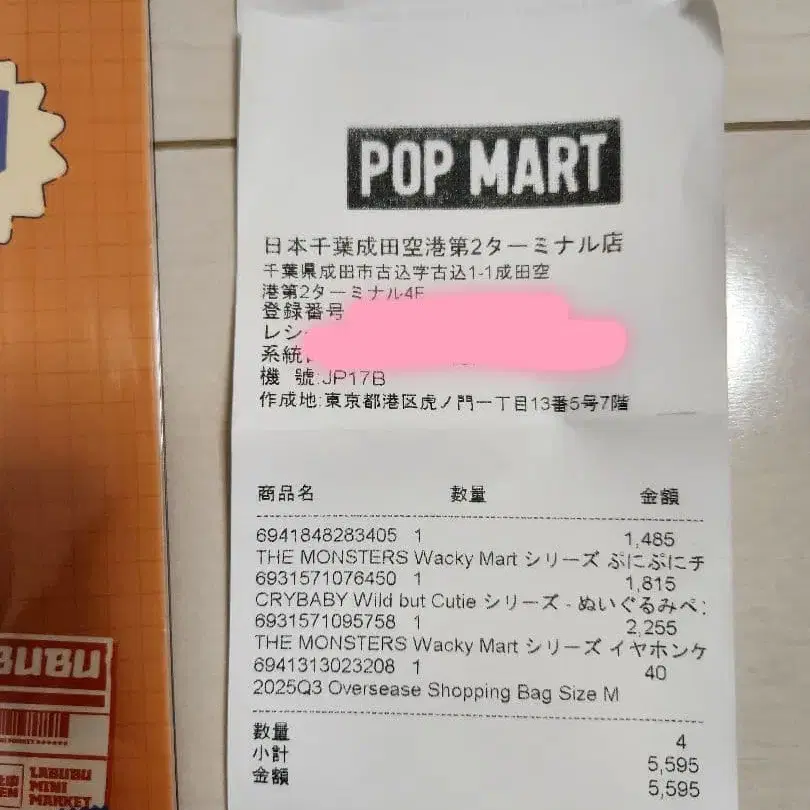 POP MART
日本千葉成田空港第2ターミナル店
千葉県成田市古込字古込1-1成田空
港第2ターミナル4F
登録番号
レシ
系統
機 號:JP17B
作成地:東京都港区虎ノ門一丁目13番5号7階
商品名 数量 金額
6941848283405 1 1,485
THE MONSTERS Wacky Mart シリーズ ぷにぷにチ
6931571076450 1 1,815
CRYBABY Wild but Cutie シリーズ - ぬいぐるみペ
6931571095758 1 2,255
THE MONSTERS Wacky Mart シリーズ イヤホンケ
6941313023208 1 40
2025Q3 Oversease Shopping Bag Size M
数量 4
小計 5,595
金額 5,595
BUBU
LABUBU
MINI
MARKET